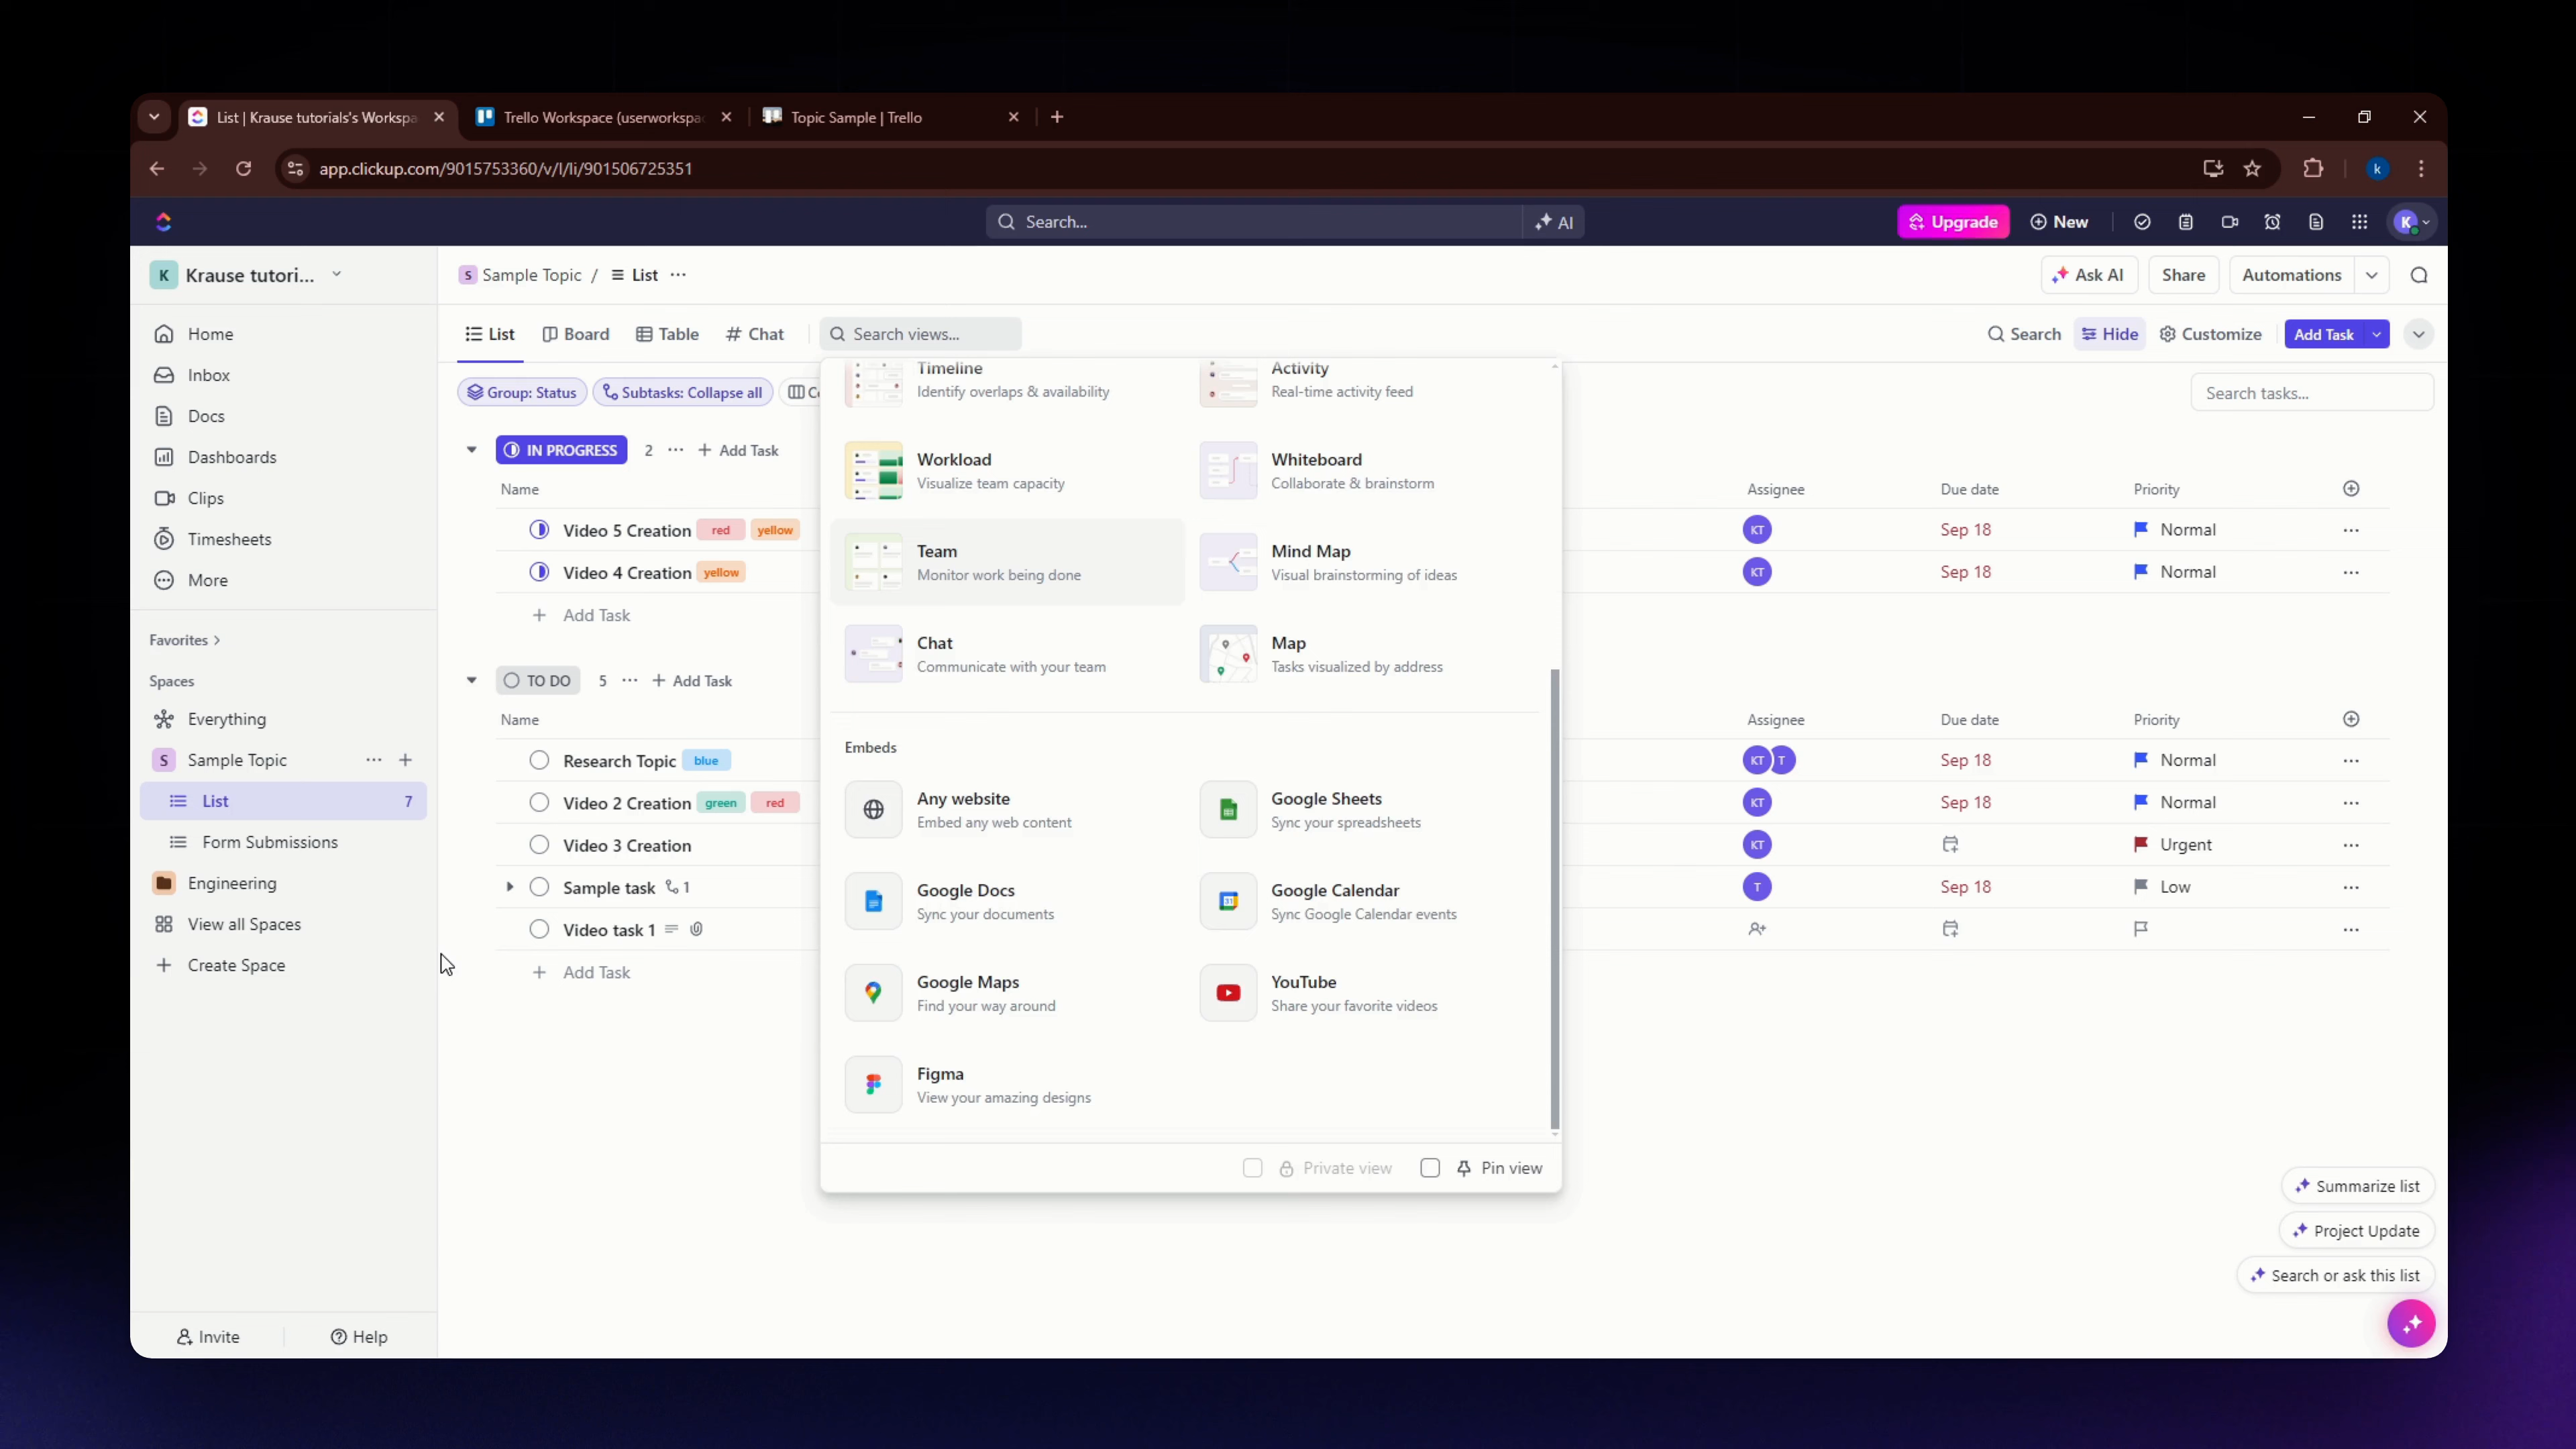 List | Krause tutorials's Workspa
Trello Workspace (userworkspac
Topic Sample | Trello
app.clickup.com/9015753360/v/l/li/901506725351
k
Search...
AI
Upgrade
New
K
K Krause tutori...
S Sample Topic / List
Ask AI
Share
Automations
Home
Inbox
Docs
Dashboards
Clips
Timesheets
More
Favorites
Spaces
Everything
S Sample Topic
List 7
Form Submissions
Engineering
View all Spaces
Create Space
Invite
Help
List
Board
Table
# Chat
Search views...
Search
Hide
Customize
Add Task
Group: Status
Subtasks: Collapse all
Search tasks...
IN PROGRESS 2 ... + Add Task
Name
Assignee
Due date
Priority
Video 5 Creation red yellow
KT Sep 18 Normal
Video 4 Creation yellow
KT Sep 18 Normal
+ Add Task
TO DO 5 ... + Add Task
Name
Assignee
Due date
Priority
Research Topic blue
KT T Sep 18 Normal
Video 2 Creation green red
KT Sep 18 Normal
Video 3 Creation
KT Urgent
Sample task 1
T Sep 18 Low
Video task 1
+ Add Task
Timeline
Identify overlaps & availability
Activity
Real-time activity feed
Workload
Visualize team capacity
Whiteboard
Collaborate & brainstorm
Team
Monitor work being done
Mind Map
Visual brainstorming of ideas
Chat
Communicate with your team
Map
Tasks visualized by address
Embeds
Any website
Embed any web content
Google Sheets
Sync your spreadsheets
Google Docs
Sync your documents
Google Calendar
Sync Google Calendar events
Google Maps
Find your way around
YouTube
Share your favorite videos
Figma
View your amazing designs
Private view
Pin view
Summarize list
Project Update
Search or ask this list